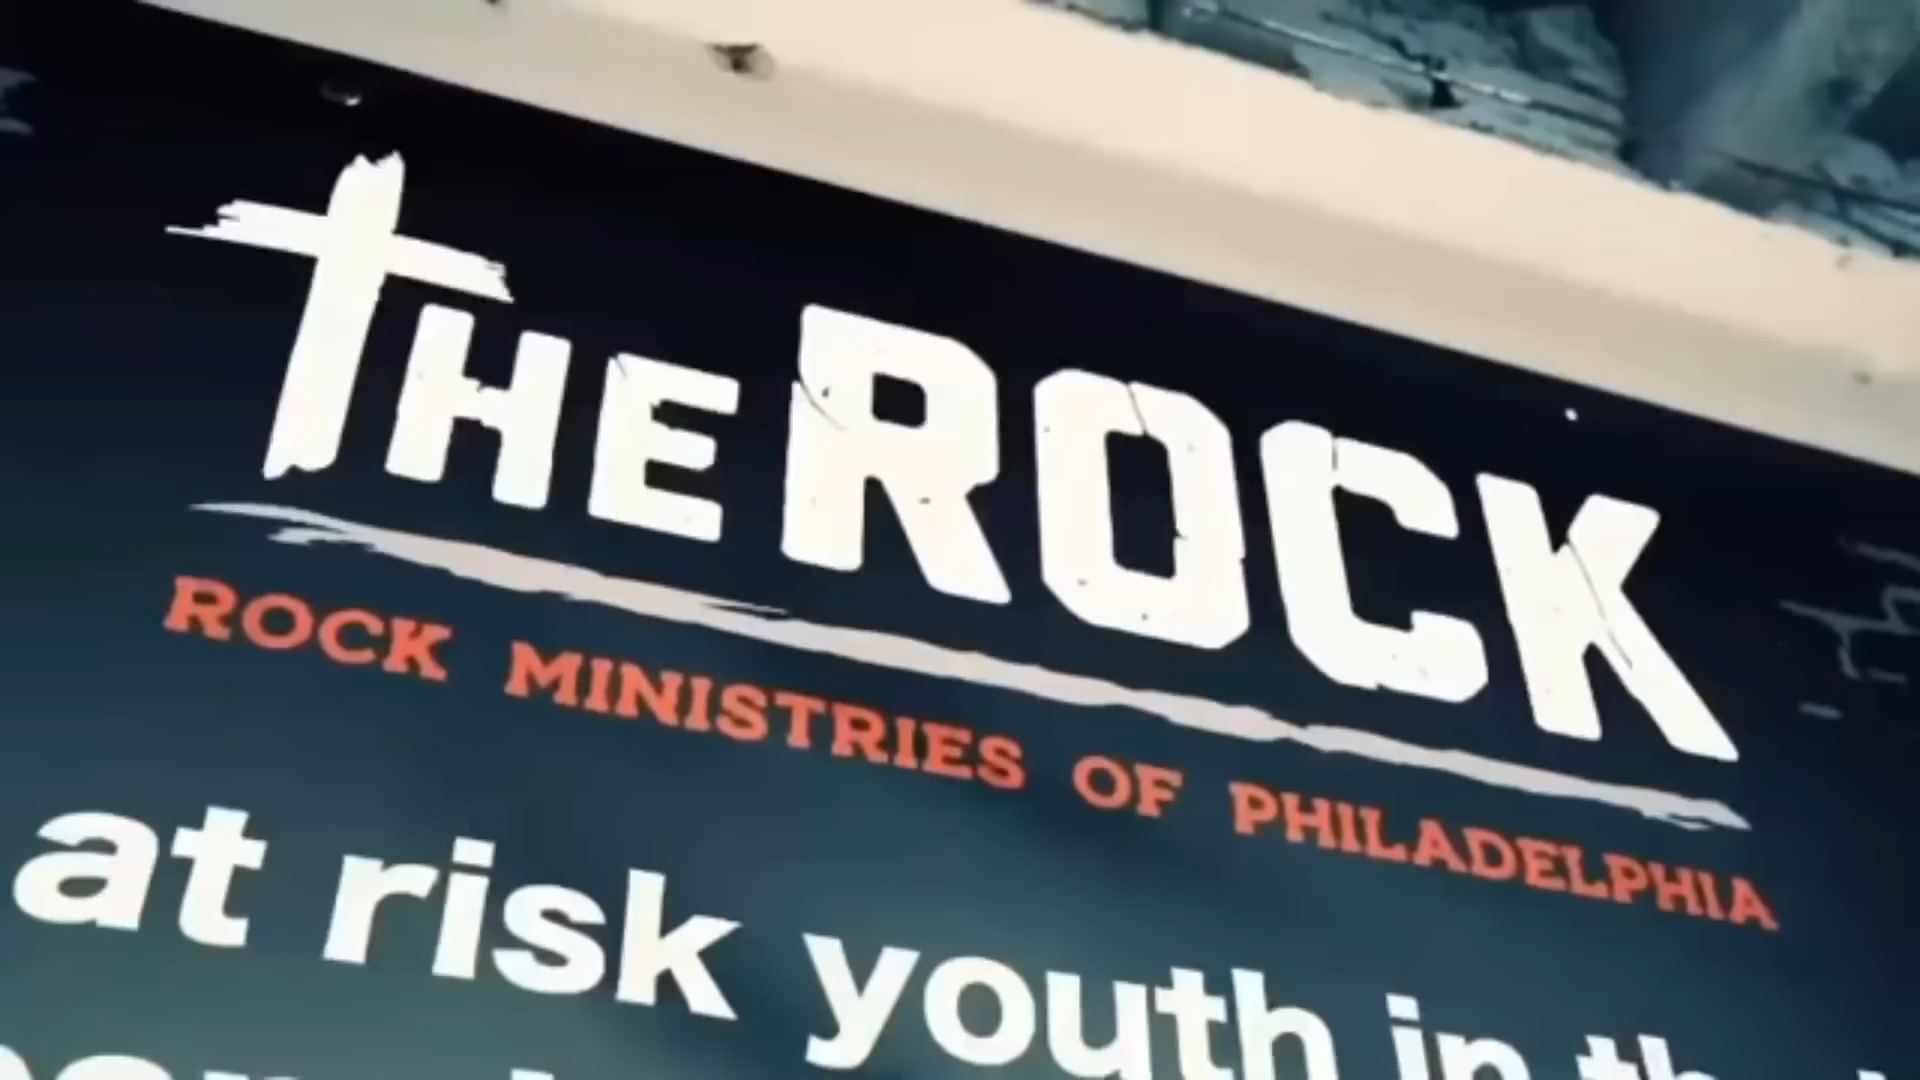 THE ROCK
ROCK MINISTRIES OF PHILADELPHIA
at risk youth in